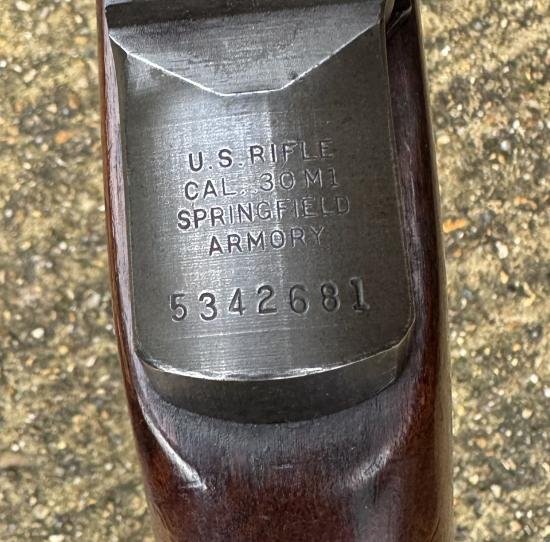 U.S. RIFLE
CAL. .30 M1
SPRINGFIELD
ARMORY
5342681